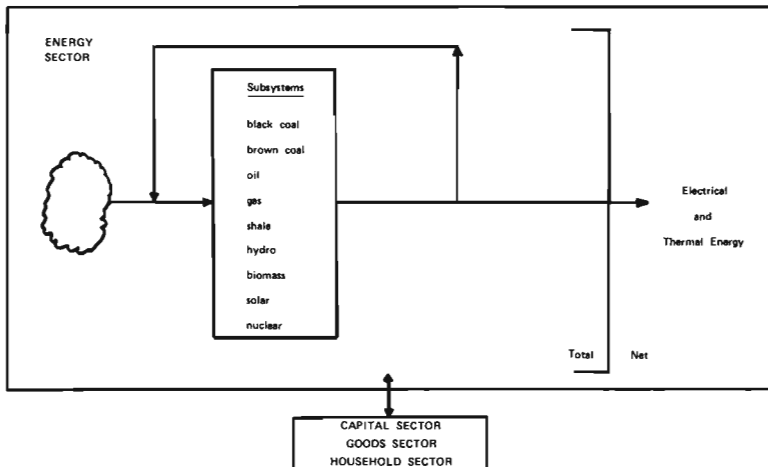 ENERGY
SECTOR
Subsystems
black coal
brown coal
oil
gas
shale
hydro
biomass
solar
nuclear
Electrical
and
Thermal Energy
Total Net
CAPITAL SECTOR
GOODS SECTOR
HOUSEHOLD SECTOR